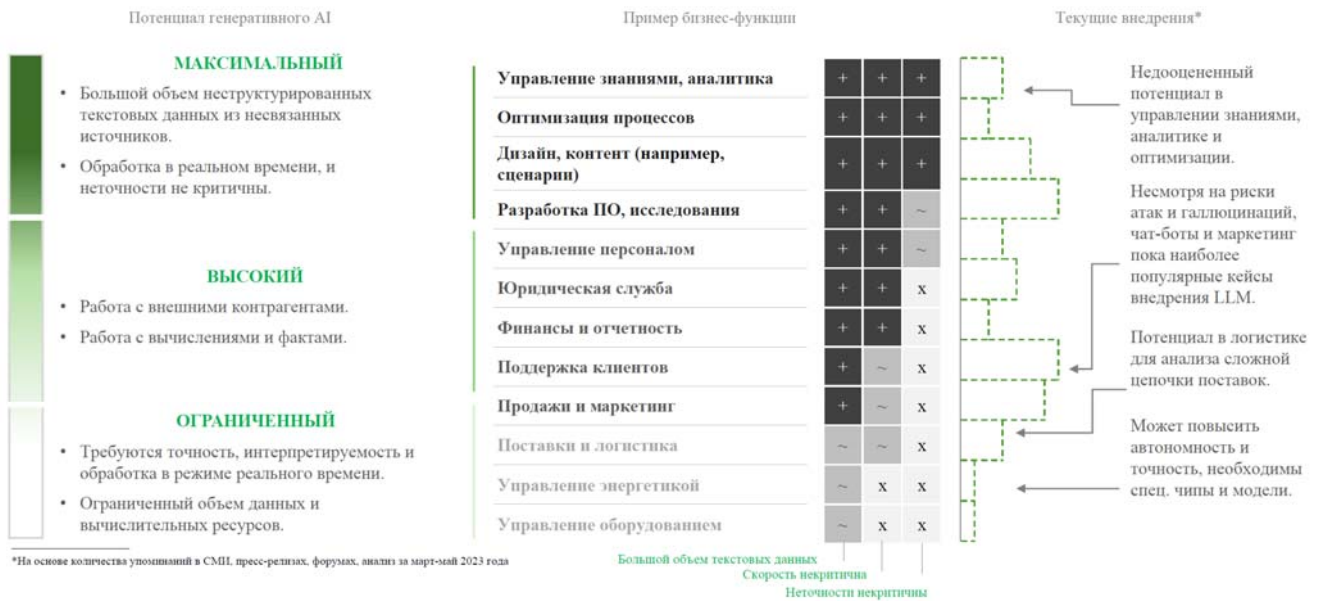 Потенциал генеративного AI
Пример бизнес-функции
Текущие внедрения*
МАКСИМАЛЬНЫЙ
• Большой объем неструктурированных
текстовых данных из несвязанных
источников.
• Обработка в реальном времени, и
неточности не критичны.
ВЫСОКИЙ
• Работа с внешними контрагентами.
• Работа с вычислениями и фактами.
ОГРАНИЧЕННЫЙ
• Требуются точность, интерпретируемость и
обработка в режиме реального времени.
• Ограниченный объем данных и
вычислительных ресурсов.
Управление знаниями, аналитика + + +
Оптимизация процессов + + +
Дизайн, контент (например,
сценарии) + + +
Разработка ПО, исследования + + ~
Управление персоналом + + ~
Юридическая служба + + x
Финансы и отчетность + + x
Поддержка клиентов + ~ x
Продажи и маркетинг + ~ x
Поставки и логистика ~ ~ x
Управление энергетикой ~ x x
Управление оборудованием ~ x x
Большой объем текстовых данных
Скорость некритична
Неточности некритичны
Недооцененный
потенциал в
управлении знаниями,
аналитике и
оптимизации.
Несмотря на риски
атак и галлюцинаций,
чат-боты и маркетинг
пока наиболее
популярные кейсы
внедрения LLM.
Потенциал в логистике
для анализа сложной
цепочки поставок.
Может повысить
автономность и
точность, необходимы
спец. чипы и модели.
*На основе количества упоминаний в СМИ, пресс-релизах, форумах, анализ за март-май 2023 года